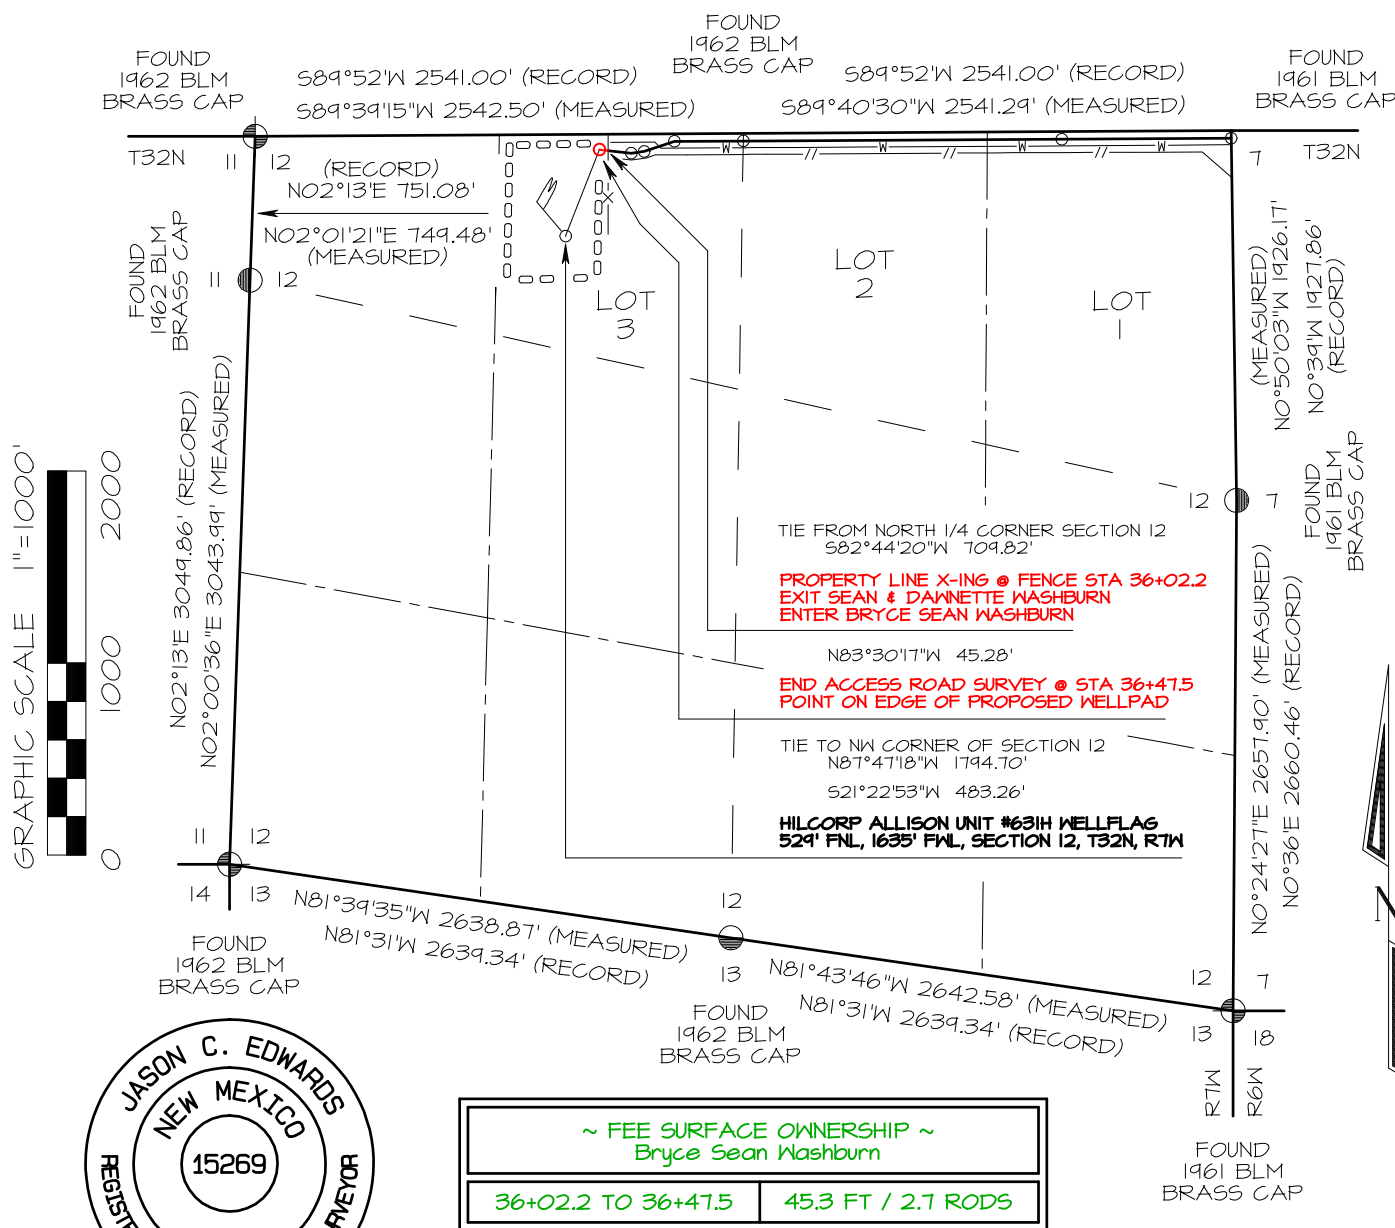 FOUND
1962 BLM
BRASS CAP
FOUND
1962 BLM
BRASS CAP
FOUND
1961 BLM
BRASS CAP
S89°52'W 2541.00' (RECORD)
S89°39'15"W 2542.50' (MEASURED)
S89°52'W 2541.00' (RECORD)
S89°40'30"W 2541.29' (MEASURED)
T32N
11
12
7
T32N
(RECORD)
N02°13'E 751.08'
N02°01'21"E 749.48'
(MEASURED)
W
W
W
W
X
FOUND
1962 BLM
BRASS CAP
11
12
LOT
3
LOT
2
LOT
1
(MEASURED)
N0°50'03"W 1926.17'
N0°39'W 1927.86'
(RECORD)
12
7
FOUND
1961 BLM
BRASS CAP
GRAPHIC SCALE 1"=1000'
2000
1000
0
N02°13'E 3049.86' (RECORD)
N02°00'36"E 3043.99' (MEASURED)
TIE FROM NORTH 1/4 CORNER SECTION 12
S82°44'20"W 709.82'
PROPERTY LINE X-ING @ FENCE STA 36+02.2
EXIT SEAN & DAWNETTE WASHBURN
ENTER BRYCE SEAN WASHBURN
N83°30'17"W 45.28'
END ACCESS ROAD SURVEY @ STA 36+47.5
POINT ON EDGE OF PROPOSED WELLPAD
TIE TO NW CORNER OF SECTION 12
N87°47'18"W 1794.70'
S21°22'53"W 483.26'
HILCORP ALLISON UNIT #631H WELLFLAG
529' FNL, 1635' FWL, SECTION 12, T32N, R7W
N0°24'27"E 2657.90' (MEASURED)
N0°36'E 2660.46' (RECORD)
11
12
14
13
FOUND
1962 BLM
BRASS CAP
N81°39'35"W 2638.87' (MEASURED)
N81°31'W 2639.34' (RECORD)
12
13
FOUND
1962 BLM
BRASS CAP
N81°43'46"W 2642.58' (MEASURED)
N81°31'W 2639.34' (RECORD)
12
7
13
18
R7W
R6W
FOUND
1961 BLM
BRASS CAP
N
JASON C. EDWARDS
NEW MEXICO
15269
~ FEE SURFACE OWNERSHIP ~
Bryce Sean Washburn
36+02.2 TO 36+47.5
45.3 FT / 2.7 RODS